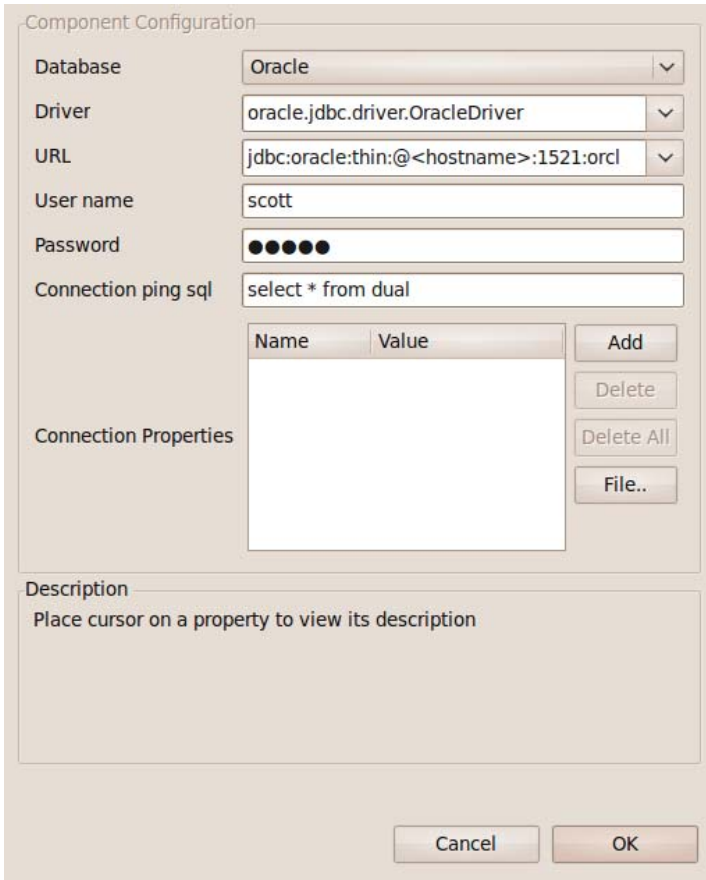 Component Configuration
Database Oracle
Driver oracle.jdbc.driver.OracleDriver
URL jdbc:oracle:thin:@<hostname>:1521:orcl
User name scott
Password ●●●●●
Connection ping sql select * from dual
Name Value Add
Delete
Connection Properties Delete All
File..
Description
Place cursor on a property to view its description
Cancel OK